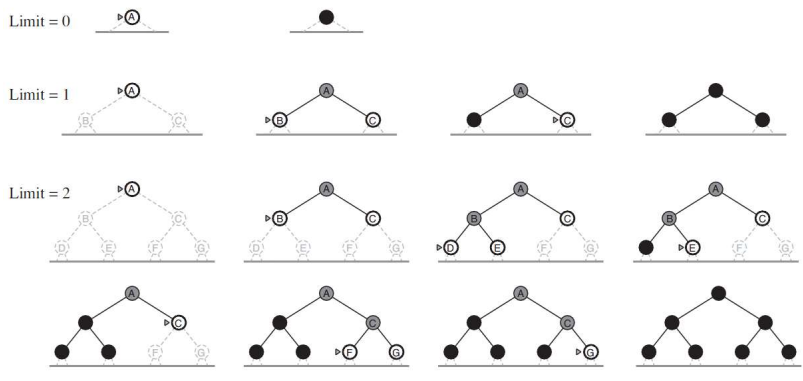 Limit = 0 A
Limit = 1 A A A
B C B C C
Limit = 2 A A A A
B C B C B C B C
D E F G D E F G D E F G E F G
A A A
C C C
F G F G G